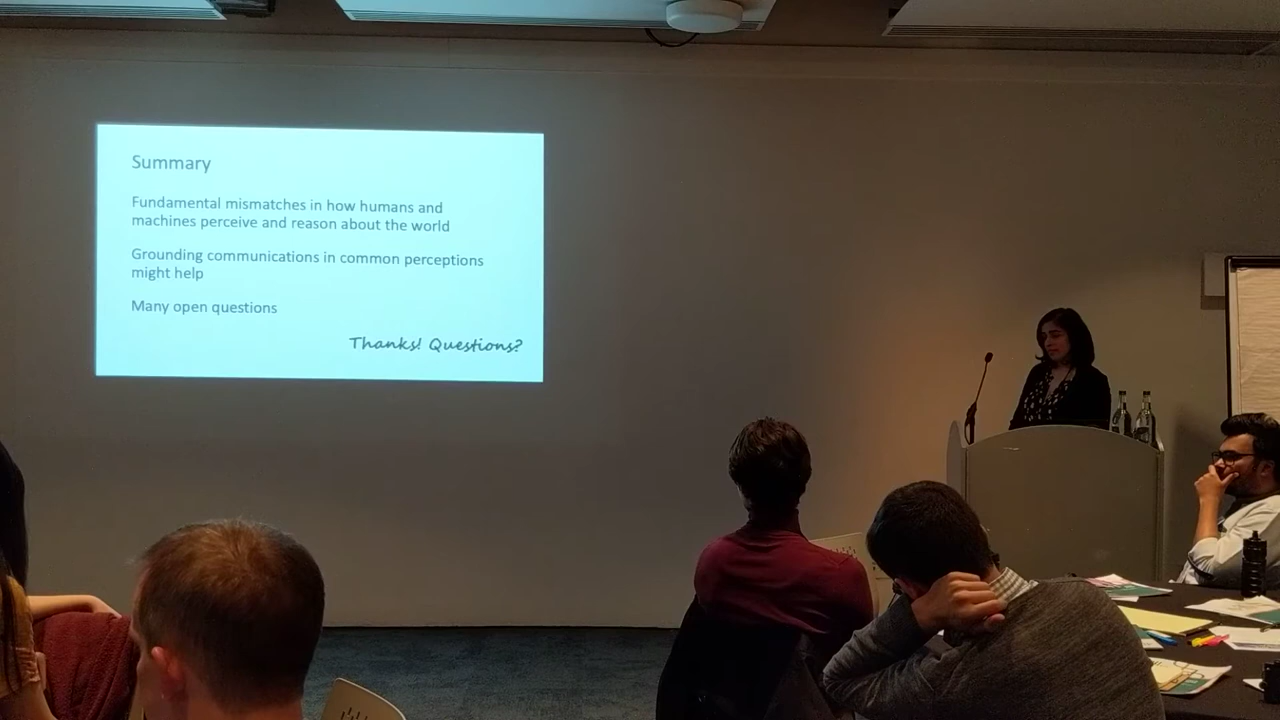 Summary
Fundamental mismatches in how humans and
machines perceive and reason about the world
Grounding communications in common perceptions
might help
Many open questions
Thanks! Questions?